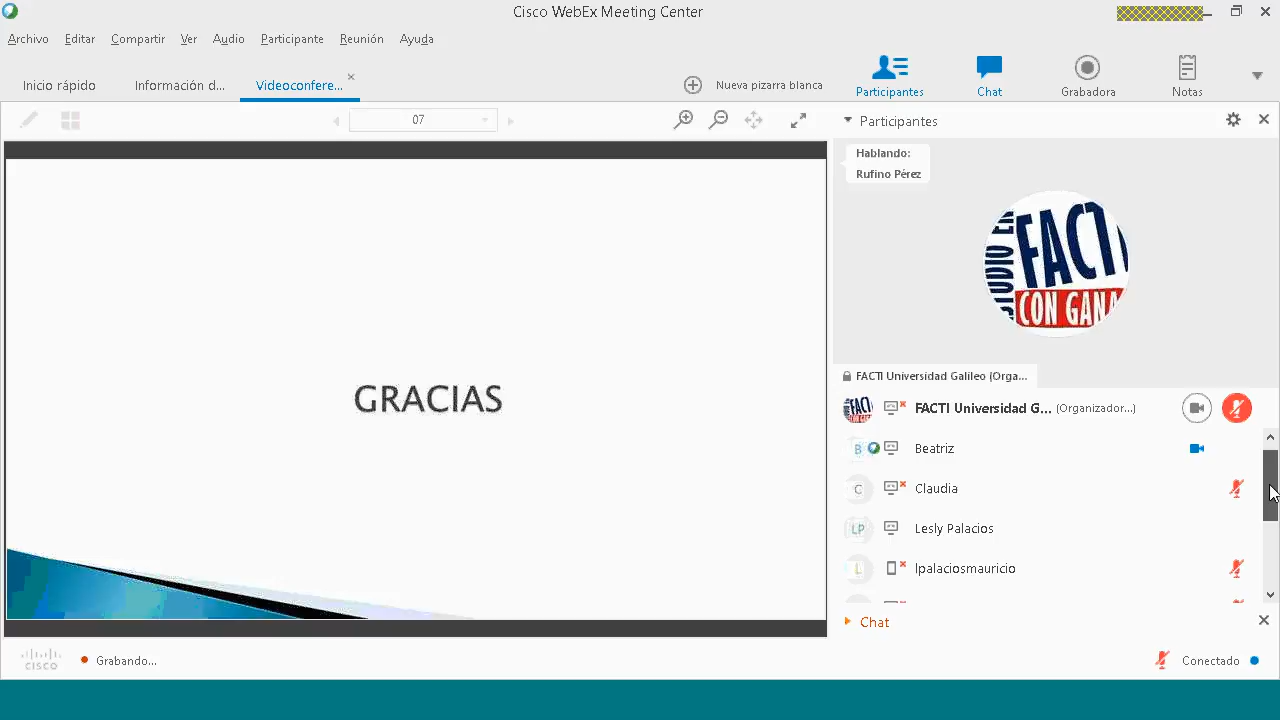 Cisco WebEx Meeting Center
Archivo Editar Compartir Ver Audio Participante Reunión Ayuda
Inicio rápido Información d... Videoconfere... Nueva pizarra blanca
Participantes Chat Grabadora Notas
07
Participantes
Hablando:
Rufino Pérez
FACTI
CON GANA
FACTI Universidad Galileo (Orga...
FACTI Universidad G... (Organizador...)
B Beatriz
C Claudia
LP Lesly Palacios
L lpalaciosmauricio
GRACIAS
Chat
CISCO
Grabando...
Conectado